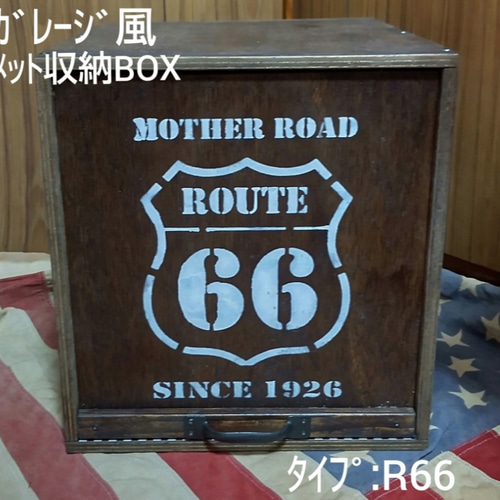 ｶﾞﾚｰｼﾞ風
ﾒｯﾄ収納BOX
MOTHER ROAD
ROUTE
66
SINCE 1926
ﾀｲﾌﾟ:R66